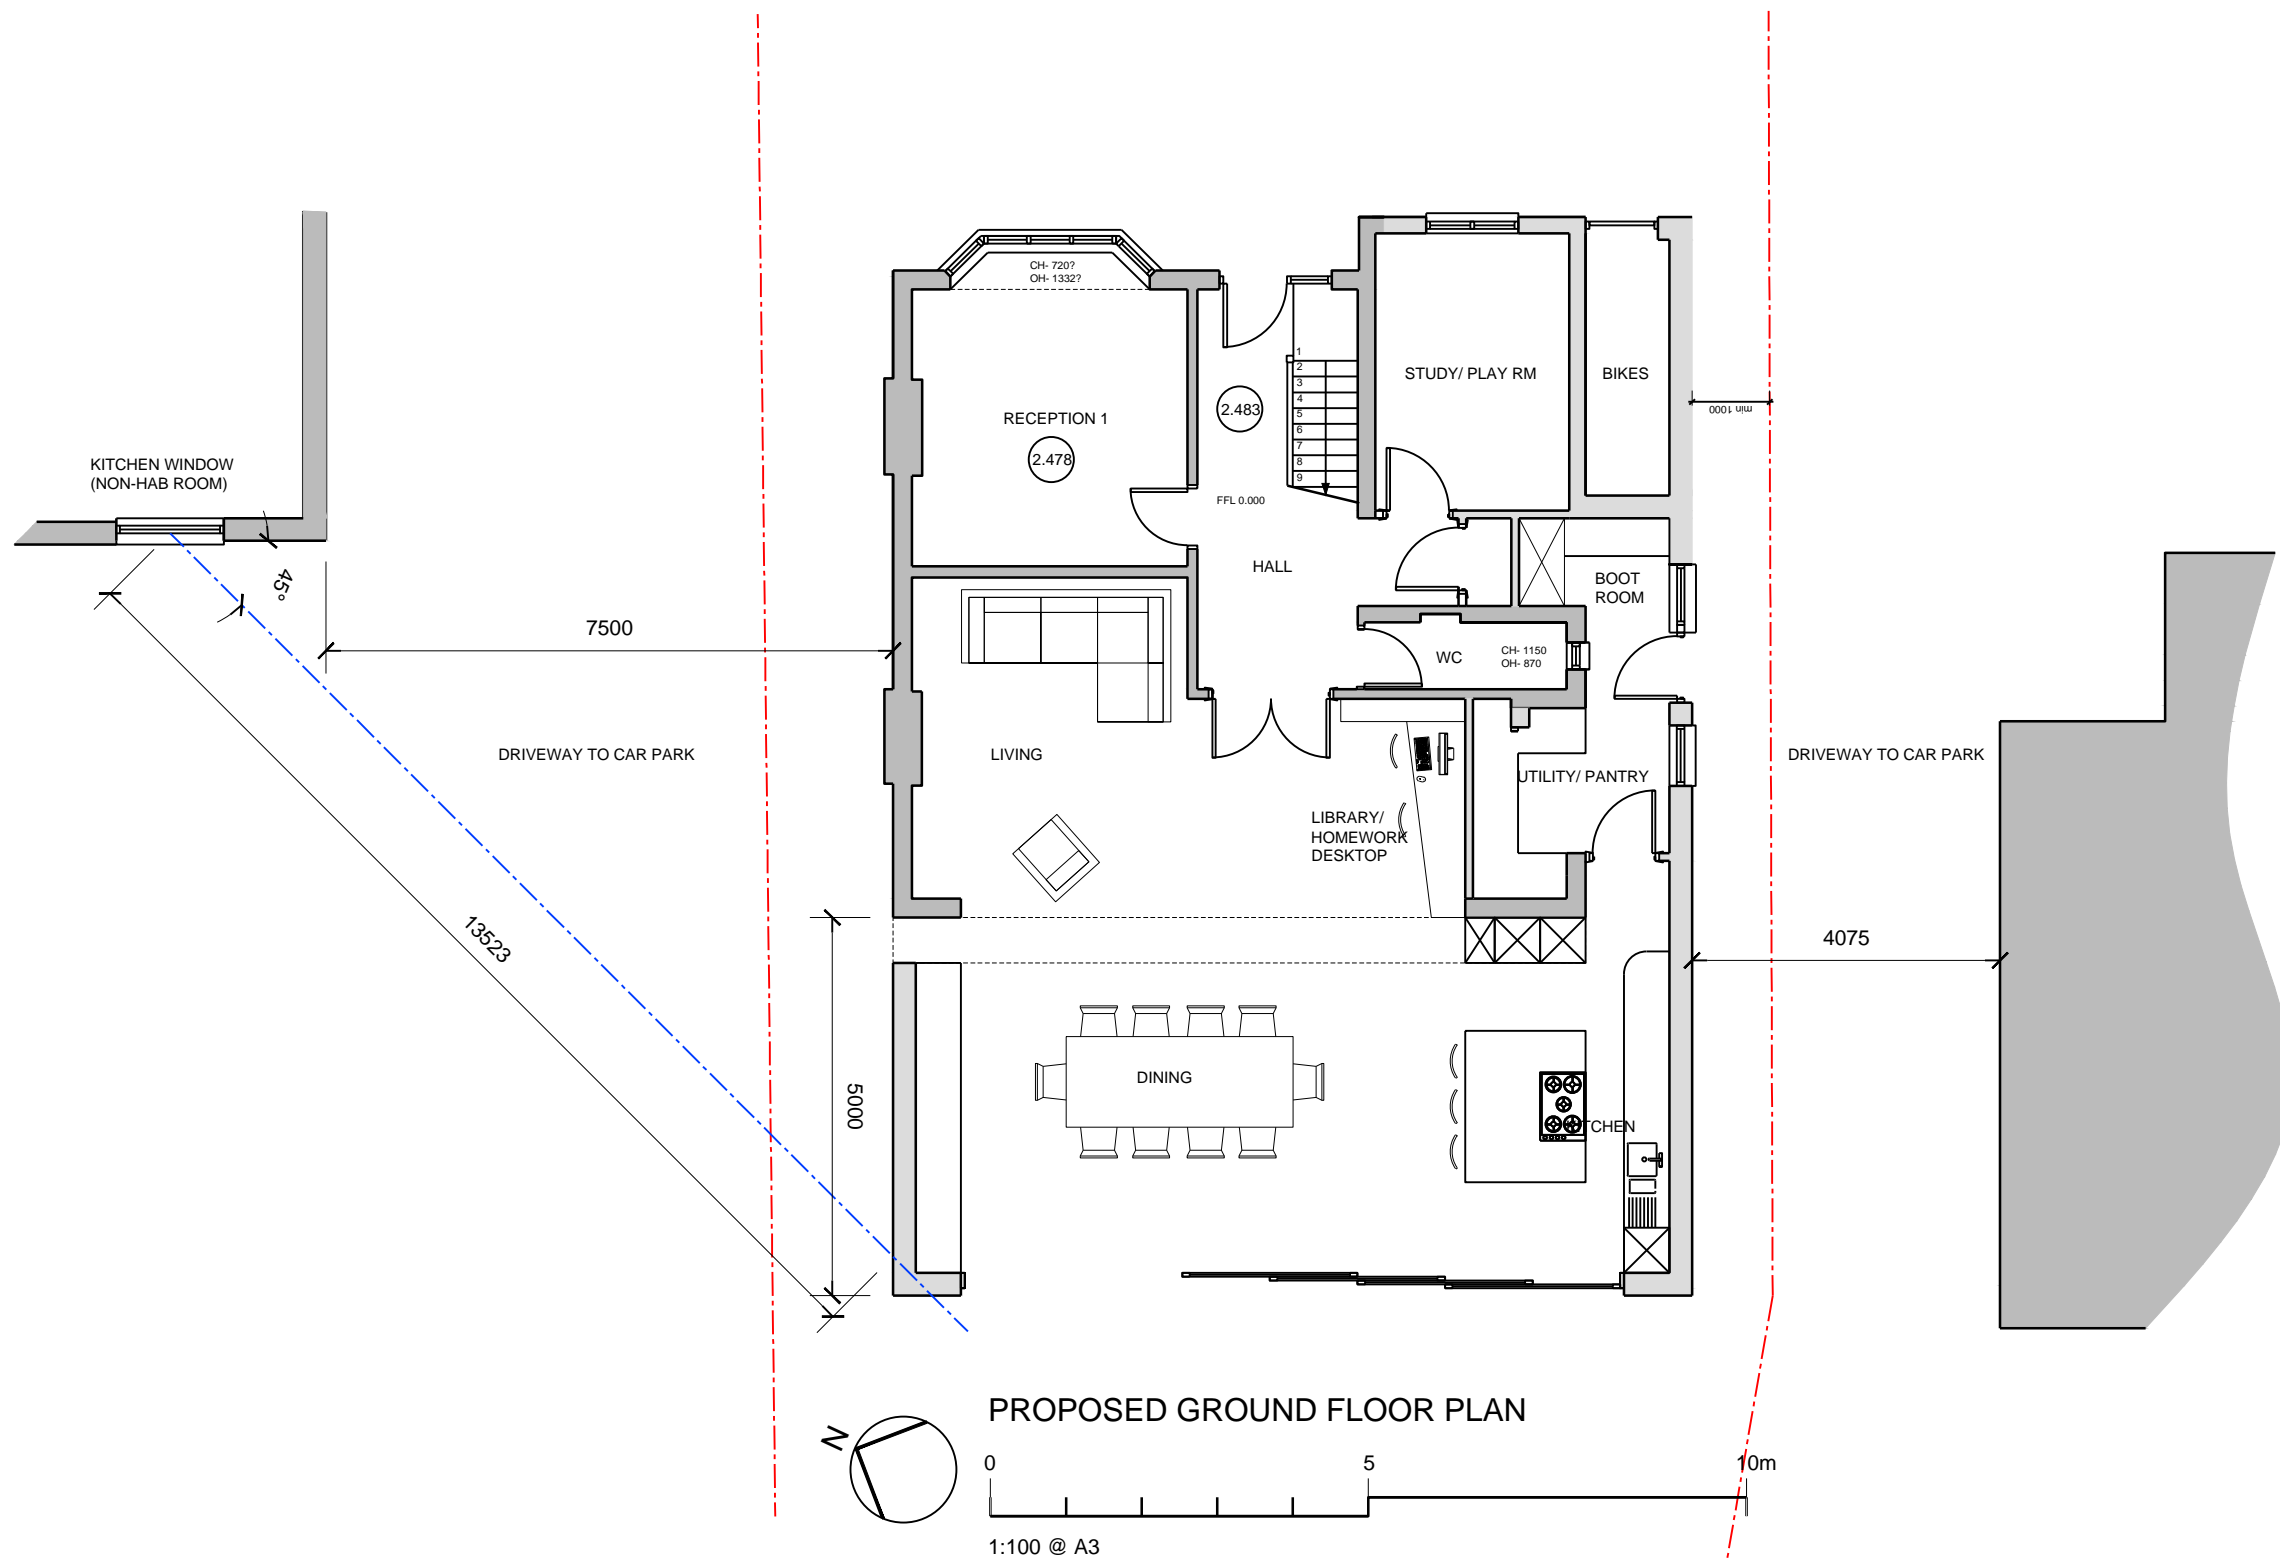 CH- 720?
OH- 1332?
1
2
3
4
5
6
7
8
9
STUDY/ PLAY RM
BIKES
2.483
min 1000
RECEPTION 1
2.478
KITCHEN WINDOW
(NON-HAB ROOM)
FFL 0.000
HALL
45°
BOOT
ROOM
7500
WC
CH- 1150
OH- 870
DRIVEWAY TO CAR PARK
LIVING
UTILITY/ PANTRY
DRIVEWAY TO CAR PARK
LIBRARY/
HOMEWORK
DESKTOP
13523
4075
5000
DINING
TCHEN
PROPOSED GROUND FLOOR PLAN
N
0
5
10m
1:100 @ A3